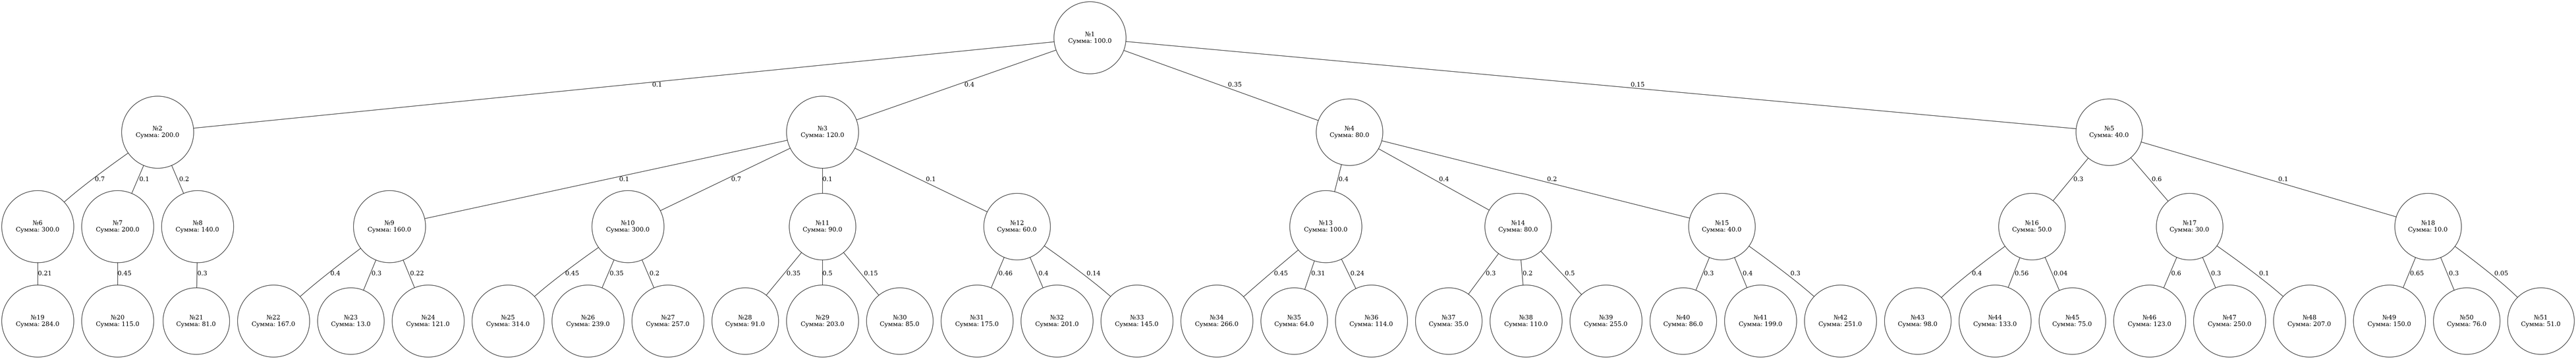 №1
Сумма: 100.0
0.1
0.4
0.35
0.15
№2
Сумма: 200.0
№3
Сумма: 120.0
№4
Сумма: 80.0
№5
Сумма: 40.0
0.7
0.1
0.2
0.1
0.7
0.1
0.1
0.4
0.4
0.2
0.3
0.6
0.1
№6
Сумма: 300.0
№7
Сумма: 200.0
№8
Сумма: 140.0
№9
Сумма: 160.0
№10
Сумма: 300.0
№11
Сумма: 90.0
№12
Сумма: 60.0
№13
Сумма: 100.0
№14
Сумма: 80.0
№15
Сумма: 40.0
№16
Сумма: 50.0
№17
Сумма: 30.0
№18
Сумма: 10.0
0.21
0.45
0.3
0.4
0.3
0.22
0.45
0.35
0.2
0.35
0.5
0.15
0.46
0.4
0.14
0.45
0.31
0.24
0.3
0.2
0.5
0.3
0.4
0.3
0.4
0.56
0.04
0.6
0.3
0.1
0.65
0.3
0.05
№19
Сумма: 284.0
№20
Сумма: 115.0
№21
Сумма: 81.0
№22
Сумма: 167.0
№23
Сумма: 13.0
№24
Сумма: 121.0
№25
Сумма: 314.0
№26
Сумма: 239.0
№27
Сумма: 257.0
№28
Сумма: 91.0
№29
Сумма: 203.0
№30
Сумма: 85.0
№31
Сумма: 175.0
№32
Сумма: 201.0
№33
Сумма: 145.0
№34
Сумма: 266.0
№35
Сумма: 64.0
№36
Сумма: 114.0
№37
Сумма: 35.0
№38
Сумма: 110.0
№39
Сумма: 255.0
№40
Сумма: 86.0
№41
Сумма: 199.0
№42
Сумма: 251.0
№43
Сумма: 98.0
№44
Сумма: 133.0
№45
Сумма: 75.0
№46
Сумма: 123.0
№47
Сумма: 250.0
№48
Сумма: 207.0
№49
Сумма: 150.0
№50
Сумма: 76.0
№51
Сумма: 51.0